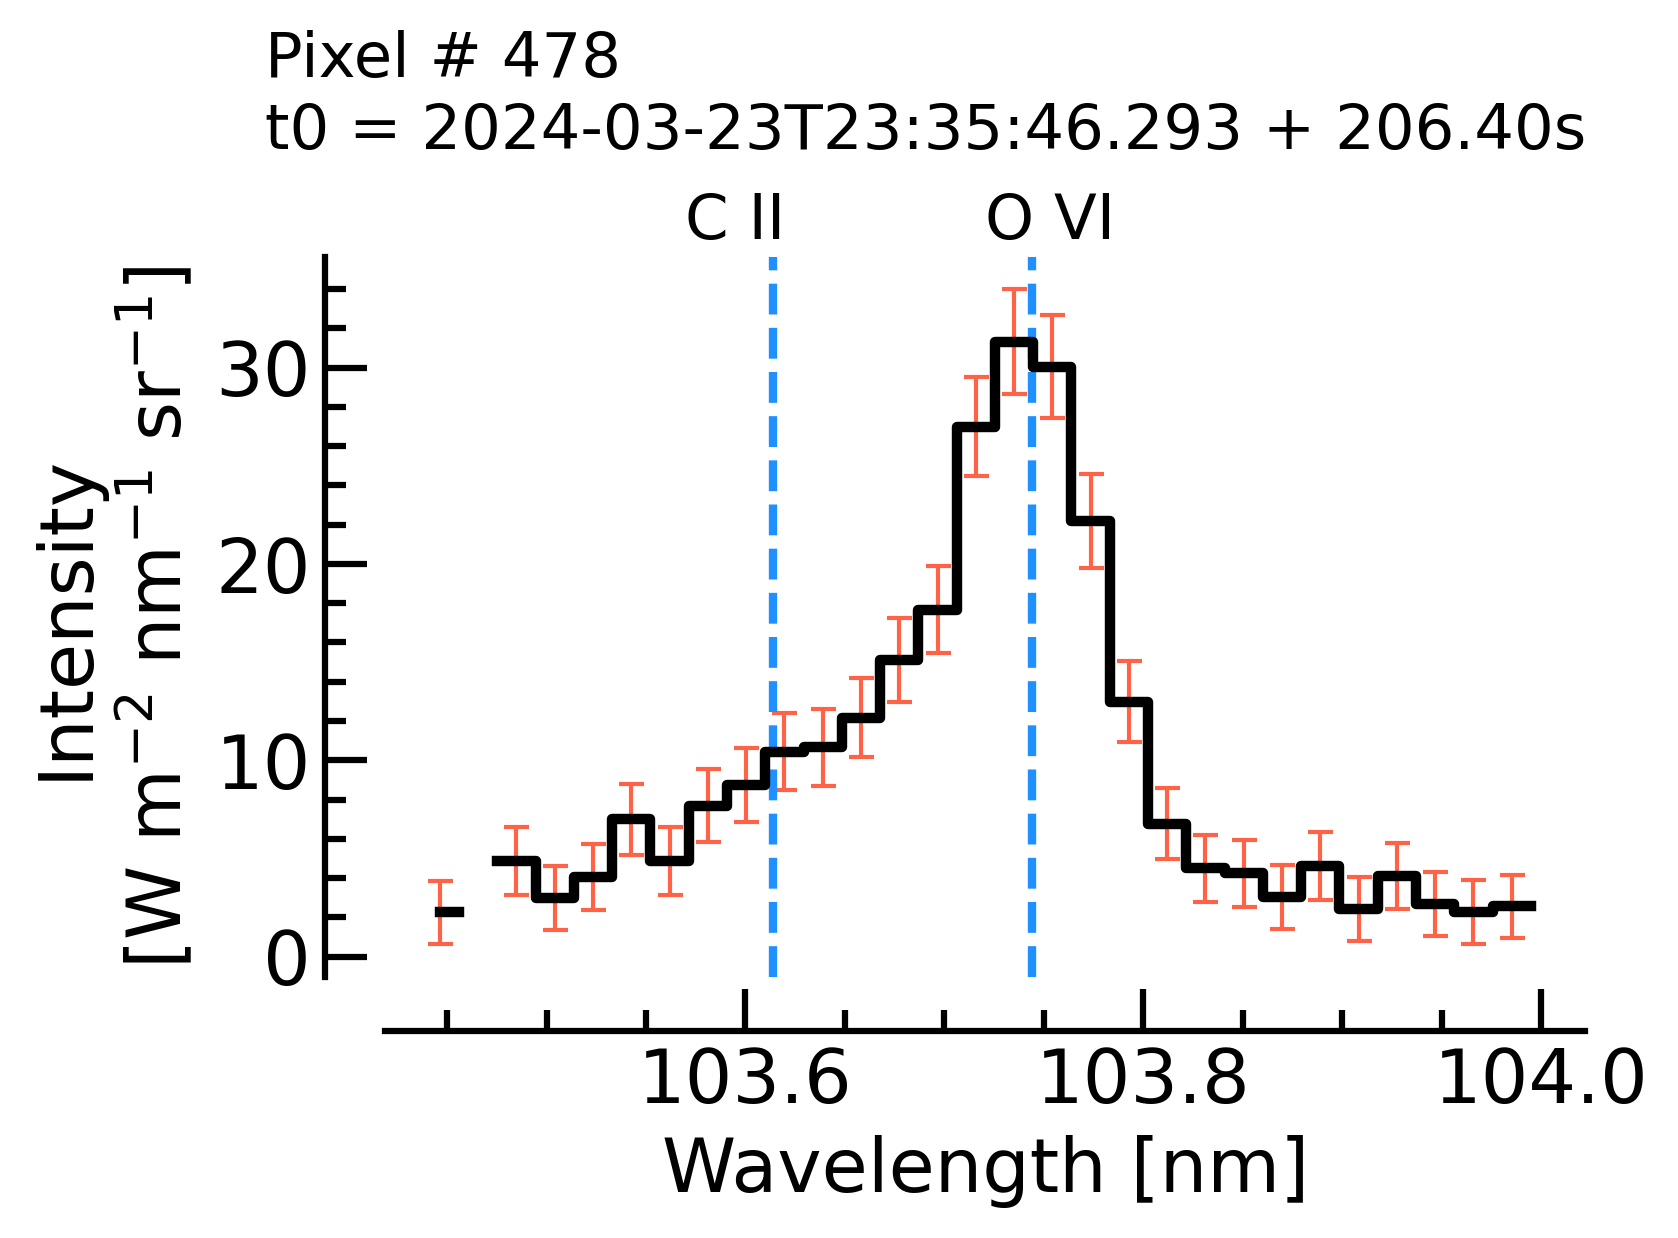 Pixel # 478
t0 = 2024-03-23T23:35:46.293 + 206.40s
C II O VI
Intensity
[W m⁻² nm⁻¹ sr⁻¹]
30
20
10
0
103.6 103.8 104.0
Wavelength [nm]